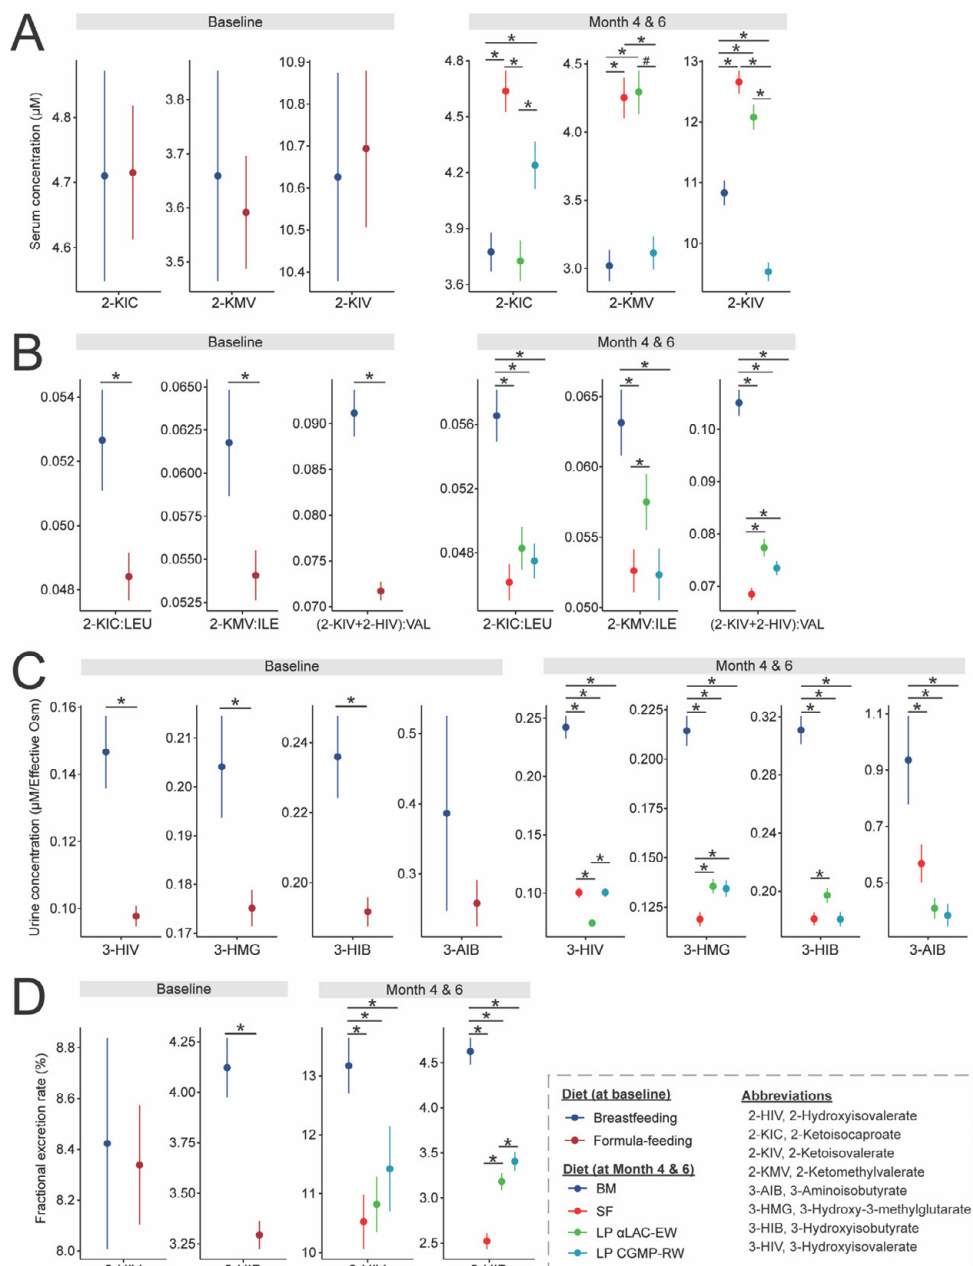 A
Baseline
Month 4 & 6
Serum concentration (µM)
4.8
4.7
4.6
2-KIC
3.8
3.7
3.6
3.5
2-KMV
10.9
10.8
10.7
10.6
10.5
10.4
2-KIV
4.8
4.5
4.2
3.9
3.6
2-KIC
* * * * *
4.5
4.0
3.5
3.0
2-KMV
* * * #
13
12
11
10
2-KIV
* * * * * *
B
Baseline
Month 4 & 6
0.054
0.052
0.050
0.048
2-KIC:LEU
*
0.0650
0.0625
0.0600
0.0575
0.0550
0.0525
2-KMV:ILE
*
0.090
0.085
0.080
0.075
0.070
(2-KIV+2-HIV):VAL
*
0.056
0.052
0.048
2-KIC:LEU
* * *
0.065
0.060
0.055
0.050
2-KMV:ILE
* * *
0.10
0.09
0.08
0.07
(2-KIV+2-HIV):VAL
* * * * *
C
Baseline
Month 4 & 6
Urine concentration (µM/Effective Osm)
0.16
0.14
0.12
0.10
3-HIV
*
0.21
0.20
0.19
0.18
0.17
3-HMG
*
0.24
0.22
0.20
3-HIB
*
0.5
0.4
0.3
3-AIB
0.25
0.20
0.15
0.10
3-HIV
* * * * *
0.225
0.200
0.175
0.150
0.125
3-HMG
* * * * *
0.32
0.28
0.24
0.20
3-HIB
* * * *
1.1
0.9
0.7
0.5
3-AIB
* * *
D
Baseline
Month 4 & 6
Fractional excretion rate (%)
8.8
8.6
8.4
8.2
8.0
4.25
4.00
3.75
3.50
3.25
*
13
12
11
10
* * *
4.5
4.0
3.5
3.0
2.5
* * * * *
Diet (at baseline)
Breastfeeding
Formula-feeding
Diet (at Month 4 & 6)
BM
SF
LP αLAC-EW
LP CGMP-RW
Abbreviations
2-HIV, 2-Hydroxyisovalerate
2-KIC, 2-Ketoisocaproate
2-KIV, 2-Ketoisovalerate
2-KMV, 2-Ketomethylvalerate
3-AIB, 3-Aminoisobutyrate
3-HMG, 3-Hydroxy-3-methylglutarate
3-HIB, 3-Hydroxyisobutyrate
3-HIV, 3-Hydroxyisovalerate